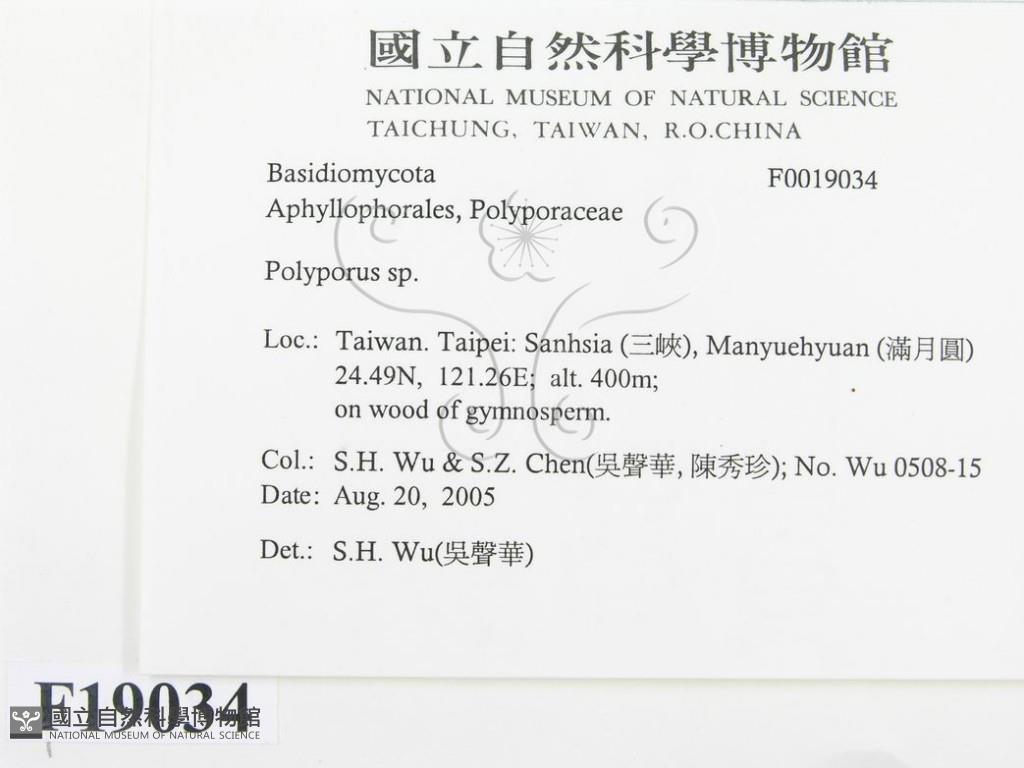 國立自然科學博物館
NATIONAL MUSEUM OF NATURAL SCIENCE
TAICHUNG, TAIWAN, R.O.CHINA
Basidiomycota F0019034
Aphyllophorales, Polyporaceae
Polyporus sp.
Loc.: Taiwan. Taipei: Sanhsia (三峽), Manyuehyuan (滿月圓)
24.49N, 121.26E; alt. 400m;
on wood of gymnosperm.
Col.: S.H. Wu & S.Z. Chen(吳聲華, 陳秀珍); No. Wu 0508-15
Date: Aug. 20, 2005
Det.: S.H. Wu(吳聲華)
F19034
國立自然科學博物館
NATIONAL MUSEUM OF NATURAL SCIENCE